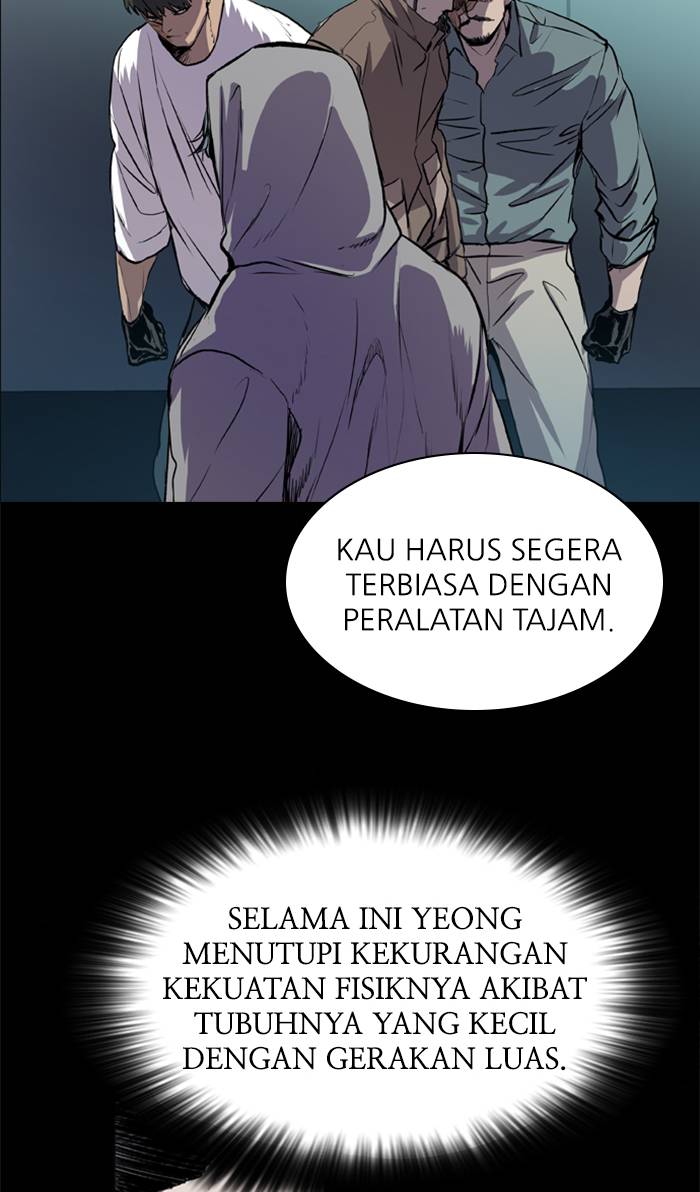 KAU HARUS SEGERA
TERBIASA DENGAN
PERALATAN TAJAM.
SELAMA INI YEONG
MENUTUPI KEKURANGAN
KEKUATAN FISIKNYA AKIBAT
TUBUHNYA YANG KECIL
DENGAN GERAKAN LUAS.